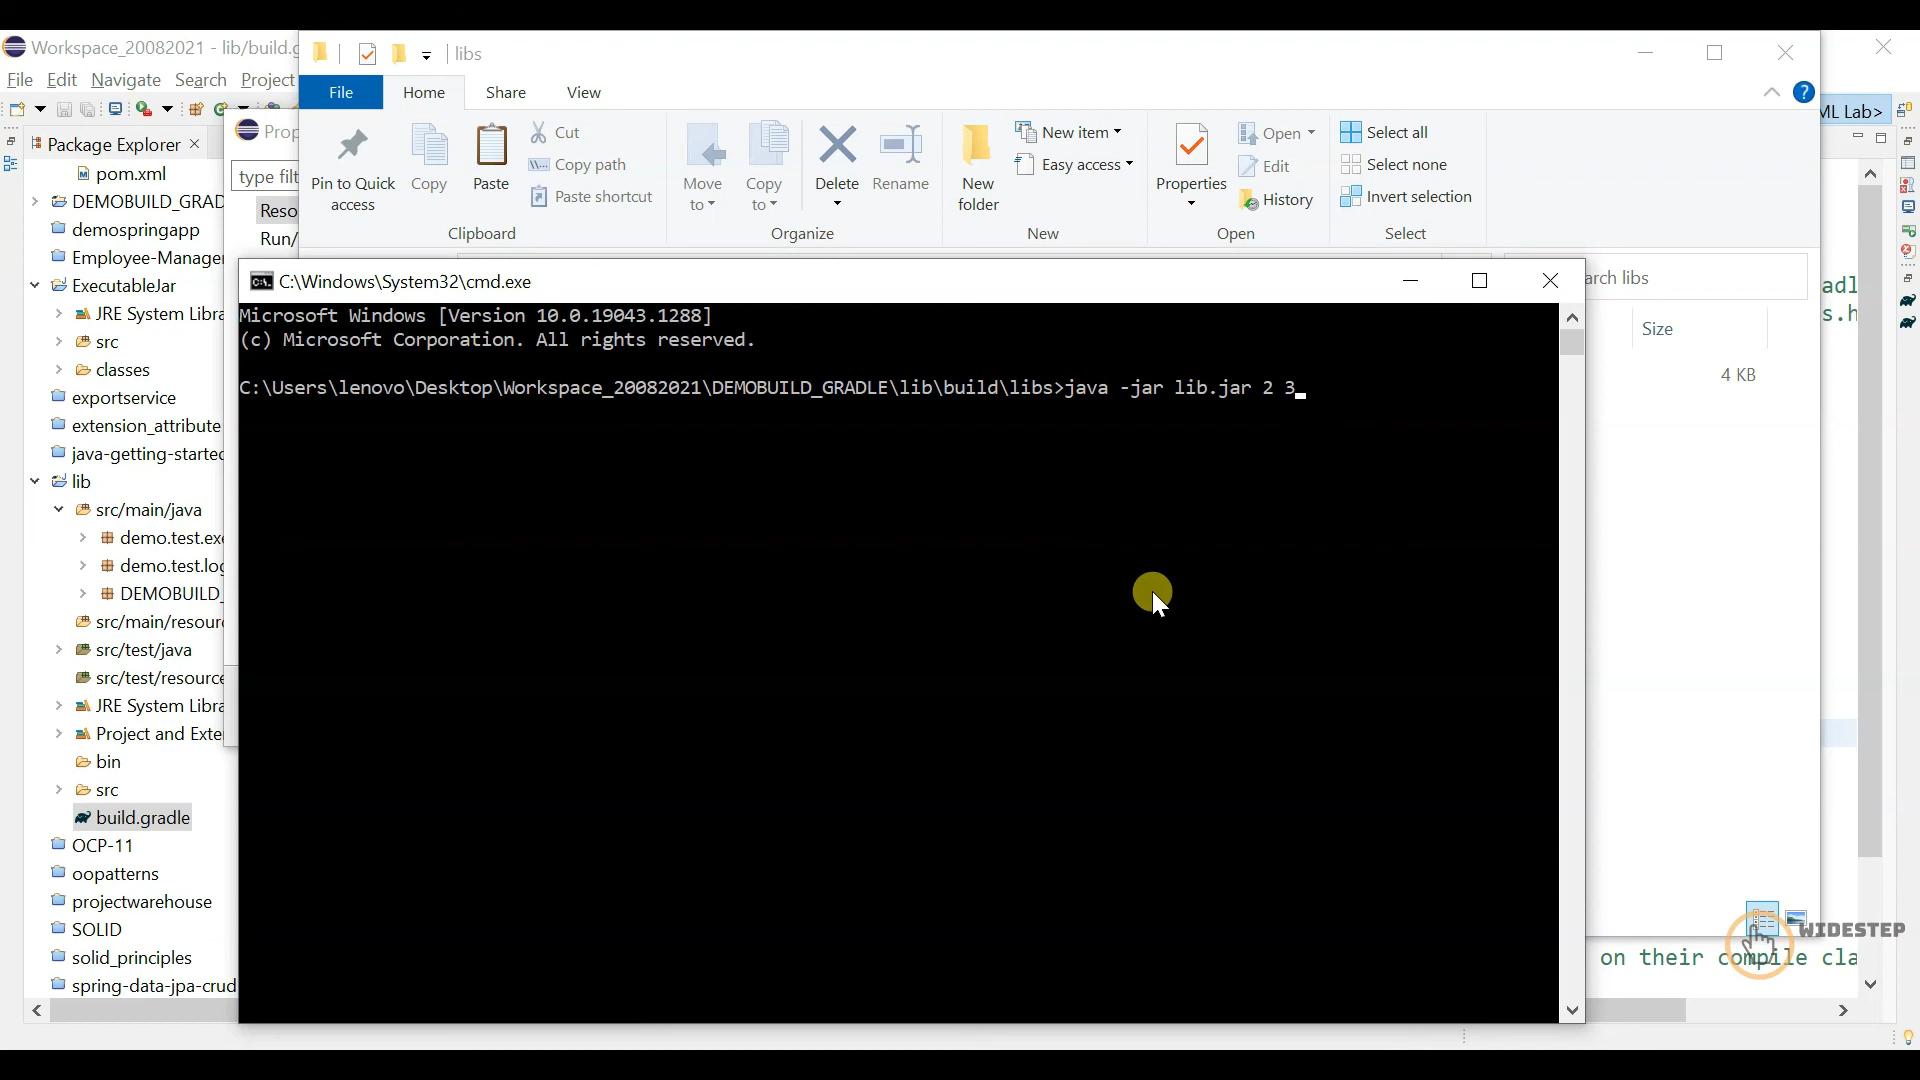 Workspace_20082021 - lib/build.g
File Edit Navigate Search Project
Package Explorer
pom.xml
DEMOBUILD_GRAD
demospringapp
Employee-Manager
ExecutableJar
JRE System Libra
src
classes
exportservice
extension_attribute
java-getting-started
lib
src/main/java
demo.test.exe
demo.test.log
DEMOBUILD_
src/main/resour
src/test/java
src/test/resource
JRE System Libra
Project and Exte
bin
src
build.gradle
OCP-11
oopatterns
projectwarehouse
SOLID
solid_principles
spring-data-jpa-crud
Prop
type filt
Reso
Run/
libs
File Home Share View
Pin to Quick access
Copy
Paste
Cut
Copy path
Paste shortcut
Clipboard
Move to
Copy to
Delete
Rename
Organize
New folder
New item
Easy access
New
Properties
Open
Edit
History
Open
Select all
Select none
Invert selection
Select
ML Lab>
arch libs
Size
4 KB
adl
s.h
C:\Windows\System32\cmd.exe
Microsoft Windows [Version 10.0.19043.1288]
(c) Microsoft Corporation. All rights reserved.
C:\Users\lenovo\Desktop\Workspace_20082021\DEMOBUILD_GRADLE\lib\build\libs>java -jar lib.jar 2 3
WIDESTEP
on their compile cla